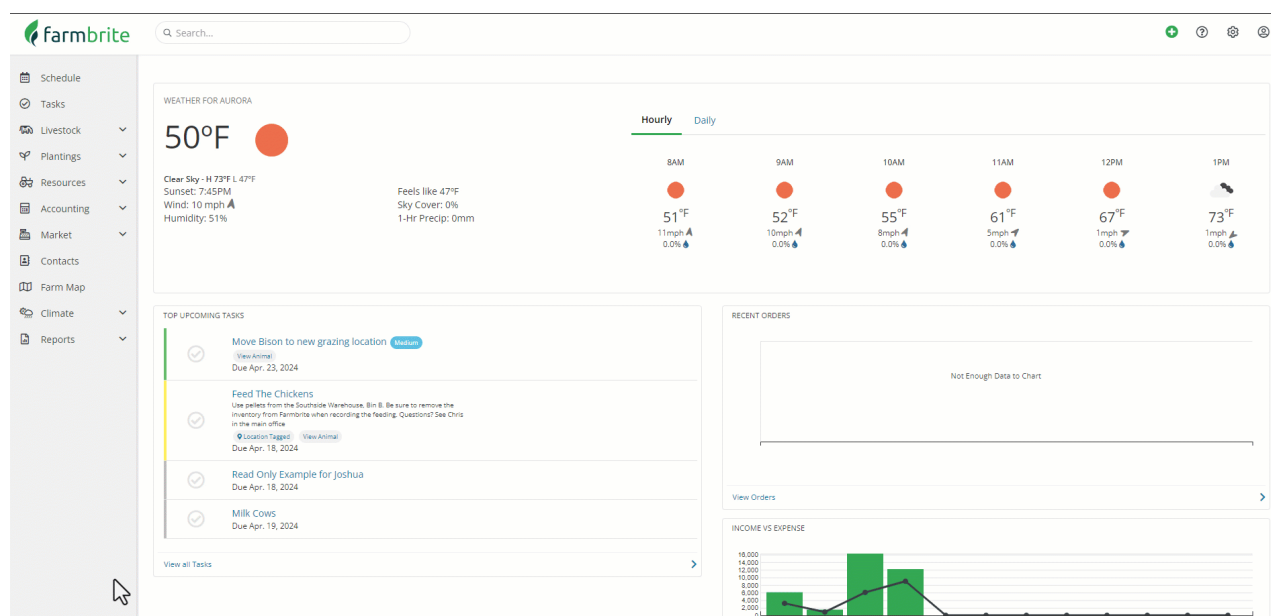 farmbrite
Search...
Schedule
Tasks
Livestock
Plantings
Resources
Accounting
Market
Contacts
Farm Map
Climate
Reports
WEATHER FOR AURORA
50°F
Clear Sky - H 73°F L 47°F
Sunset: 7:45PM
Wind: 10 mph
Humidity: 51%
Feels like 47°F
Sky Cover: 0%
1-Hr Precip: 0mm
Hourly Daily
8AM 9AM 10AM 11AM 12PM 1PM
51°F 52°F 55°F 61°F 67°F 73°F
11mph 10mph 8mph 5mph 1mph 1mph
0.0% 0.0% 0.0% 0.0% 0.0% 0.0%
TOP UPCOMING TASKS
Move Bison to new grazing location Medium
View Animal
Due Apr. 23, 2024
Feed The Chickens
Use pellets from the Southside Warehouse, Bin B. Be sure to remove the
inventory from Farmbrite when recording the feeding. Questions? See Chris
in the main office
Location Tagged View Animal
Due Apr. 18, 2024
Read Only Example for Joshua
Due Apr. 18, 2024
Milk Cows
Due Apr. 19, 2024
View all Tasks
RECENT ORDERS
Not Enough Data to Chart
View Orders
INCOME VS EXPENSE
16,000
14,000
12,000
10,000
8,000
6,000
4,000
2,000
0